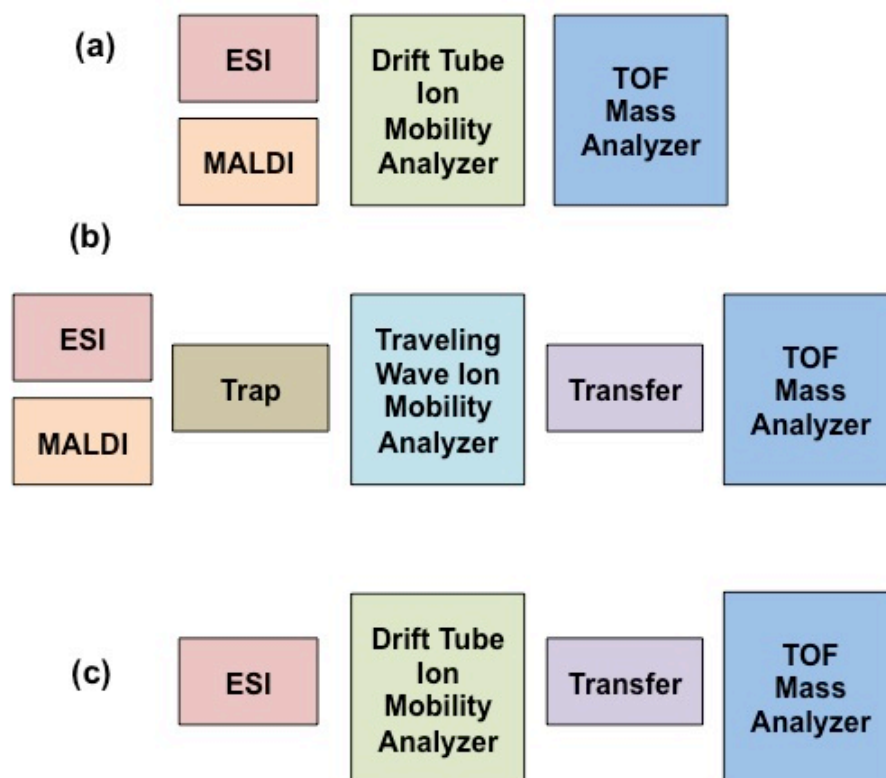 (a)
ESI
MALDI
Drift Tube
Ion
Mobility
Analyzer
TOF
Mass
Analyzer
(b)
ESI
MALDI
Trap
Traveling
Wave Ion
Mobility
Analyzer
Transfer
TOF
Mass
Analyzer
(c)
ESI
Drift Tube
Ion
Mobility
Analyzer
Transfer
TOF
Mass
Analyzer